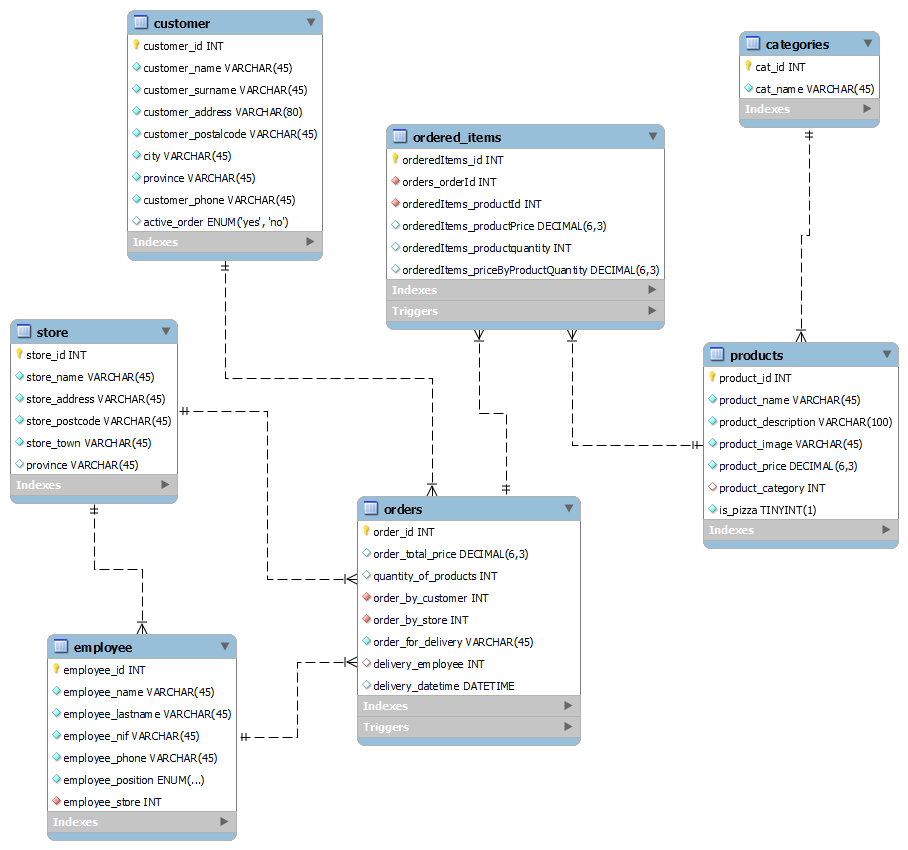 customer
customer_id INT
customer_name VARCHAR(45)
customer_surname VARCHAR(45)
customer_address VARCHAR(80)
customer_postalcode VARCHAR(45)
city VARCHAR(45)
province VARCHAR(45)
customer_phone VARCHAR(45)
active_order ENUM('yes', 'no')
Indexes
categories
cat_id INT
cat_name VARCHAR(45)
Indexes
ordered_items
orderedItems_id INT
orders_orderId INT
orderedItems_productId INT
orderedItems_productPrice DECIMAL(6,3)
orderedItems_productquantity INT
orderedItems_priceByProductQuantity DECIMAL(6,3)
Indexes
Triggers
store
store_id INT
store_name VARCHAR(45)
store_address VARCHAR(45)
store_postcode VARCHAR(45)
store_town VARCHAR(45)
province VARCHAR(45)
Indexes
products
product_id INT
product_name VARCHAR(45)
product_description VARCHAR(100)
product_image VARCHAR(45)
product_price DECIMAL(6,3)
product_category INT
is_pizza TINYINT(1)
Indexes
orders
order_id INT
order_total_price DECIMAL(6,3)
quantity_of_products INT
order_by_customer INT
order_by_store INT
order_for_delivery VARCHAR(45)
delivery_employee INT
delivery_datetime DATETIME
Indexes
Triggers
employee
employee_id INT
employee_name VARCHAR(45)
employee_lastname VARCHAR(45)
employee_nif VARCHAR(45)
employee_phone VARCHAR(45)
employee_position ENUM(...)
employee_store INT
Indexes